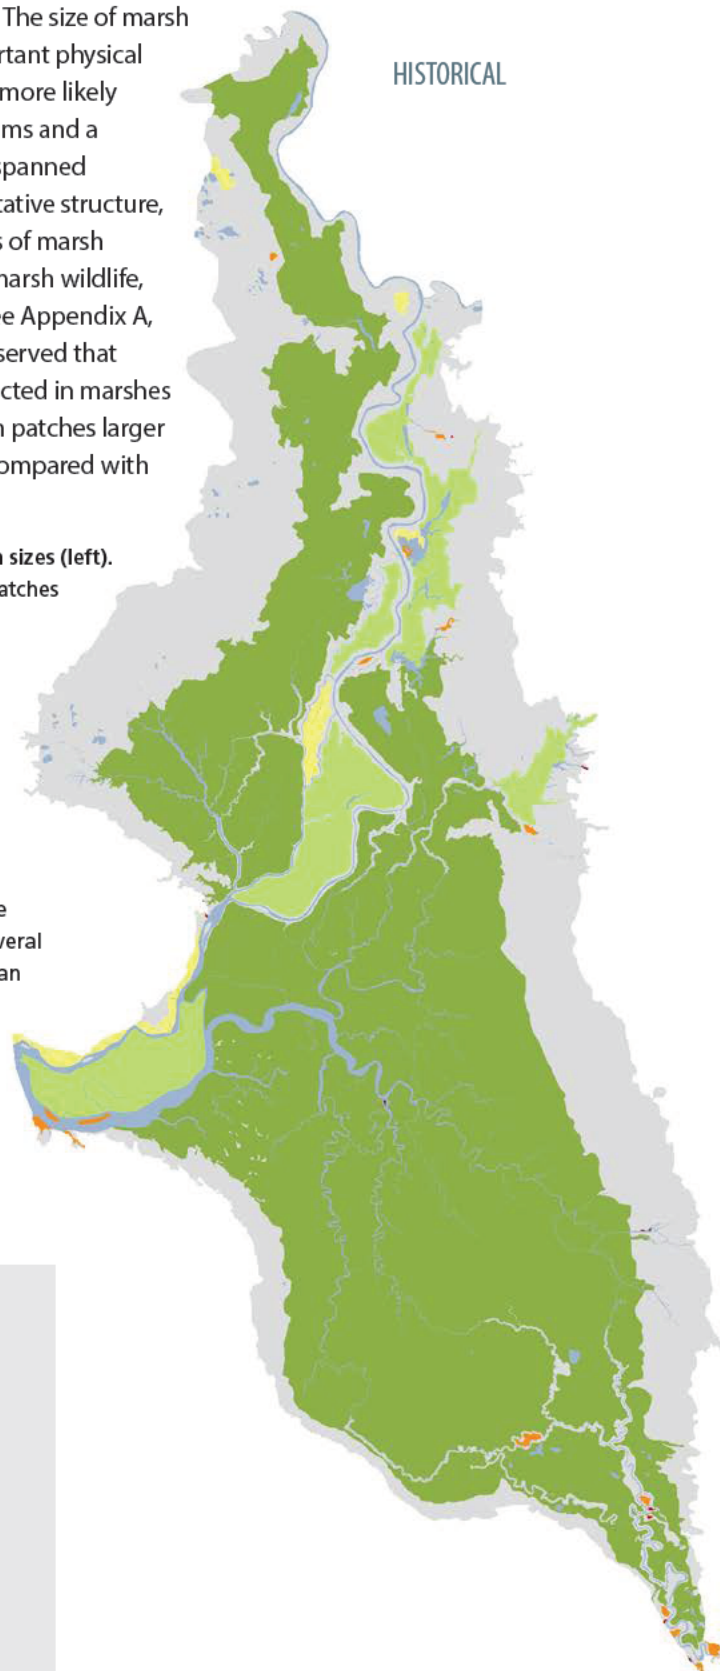 The size of marsh
HISTORICAL
rtant physical
more likely
ms and a
spanned
tative structure,
s of marsh
narsh wildlife,
e Appendix A,
served that
cted in marshes
n patches larger
ompared with
n sizes (left).
atches
e
veral
an